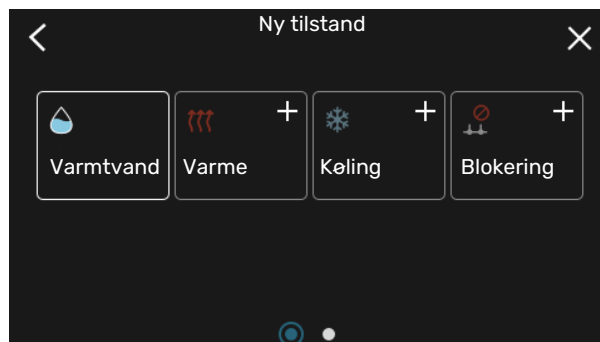 Ny tilstand
Varmtvand
Varme
Køling
Blokering